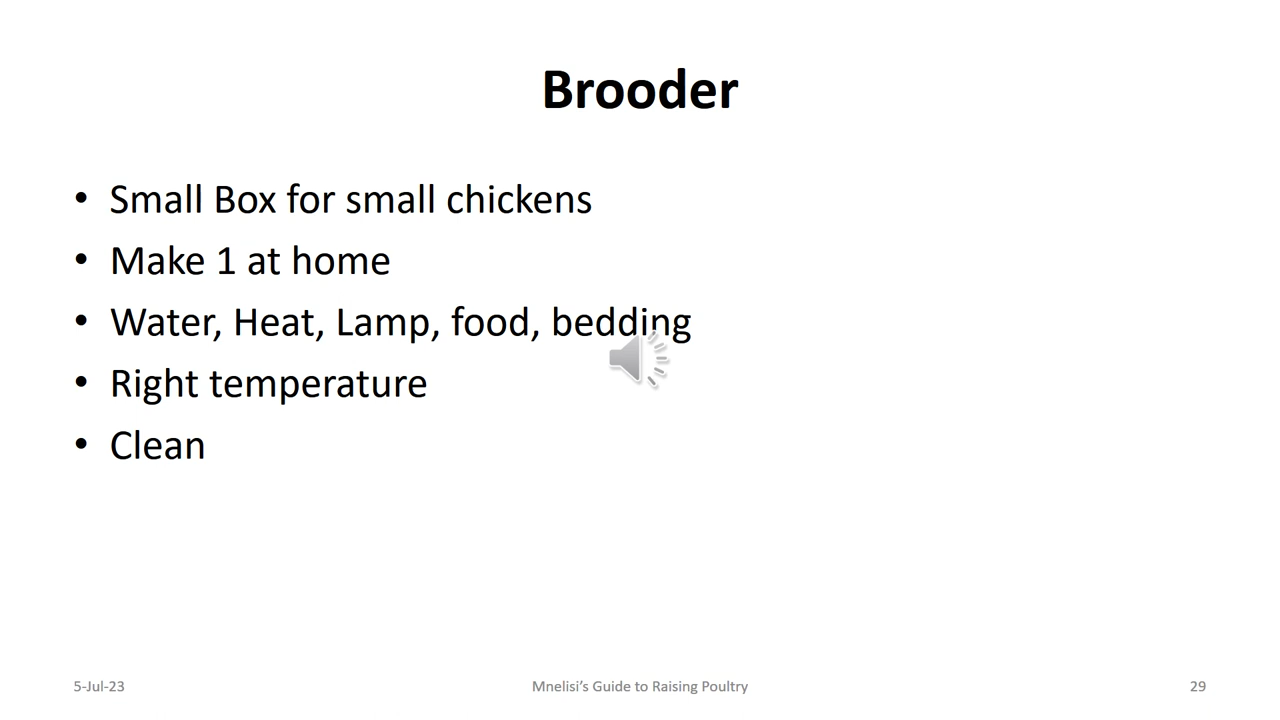 Brooder
• Small Box for small chickens
• Make 1 at home
• Water, Heat, Lamp, food, bedding
• Right temperature
• Clean
5-Jul-23
Mnelisi’s Guide to Raising Poultry
29